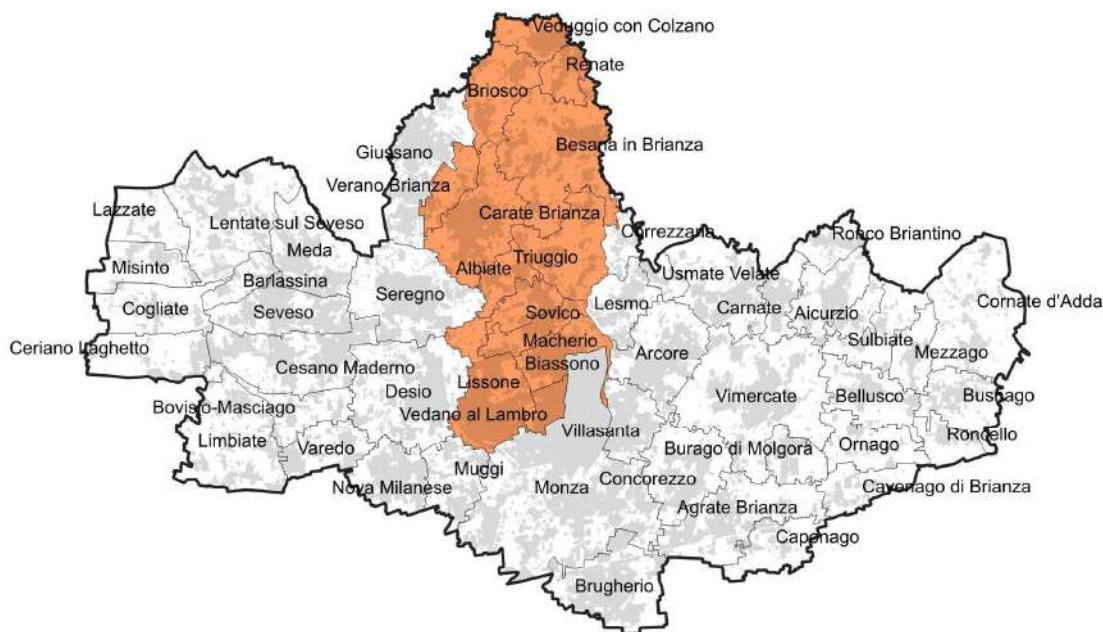 Veduggio con Colzano
Renate
Briosco
Besana in Brianza
Giussano
Verano Brianza
Carate Brianza
Lazzate
Lentate sul Seveso
Correzzana
Ronco Briantino
Meda
Triuggio
Albiate
Misinto
Barlassina
Usmate Velate
Seregno
Cornate d'Adda
Cogliate
Seveso
Sovico
Lesmo
Carnate
Aicurzio
Sulbiate
Ceriano Laghetto
Macherio
Arcore
Mezzago
Cesano Maderno
Biassono
Desio
Lissone
Vimercate
Bellusco
Busnago
Bovisio-Masciago
Vedano al Lambro
Limbiate
Villasanta
Roncello
Varedo
Burago di Molgora
Ornago
Muggi
Nova Milanese
Monza
Concorezzo
Cavenago di Brianza
Agrate Brianza
Caponago
Brugherio